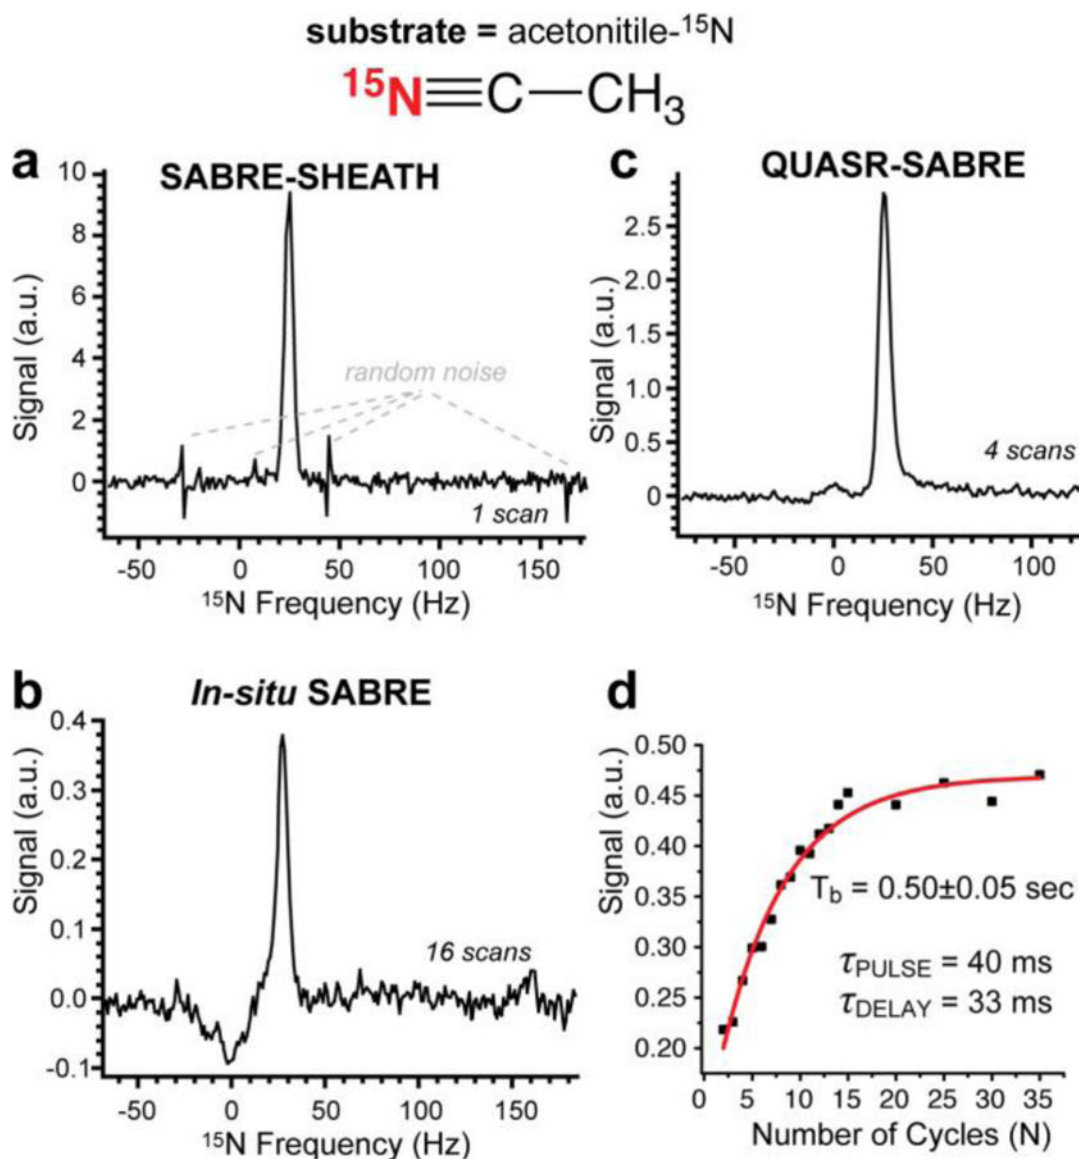 substrate = acetonitile-¹⁵N
¹⁵N≡C—CH₃
a
SABRE-SHEATH
10
8
6
4
2
0
Signal (a.u.)
random noise
1 scan
-50 0 50 100 150
¹⁵N Frequency (Hz)
c
QUASR-SABRE
2.5
2.0
1.5
1.0
0.5
0
Signal (a.u.)
4 scans
-50 0 50 100
¹⁵N Frequency (Hz)
b
In-situ SABRE
0.4
0.3
0.2
0.1
0.0
-0.1
Signal (a.u.)
16 scans
-50 0 50 100 150
¹⁵N Frequency (Hz)
d
0.50
0.45
0.40
0.35
0.30
0.25
0.20
Signal (a.u.)
T_b = 0.50±0.05 sec
τ_PULSE = 40 ms
τ_DELAY = 33 ms
0 5 10 15 20 25 30 35
Number of Cycles (N)